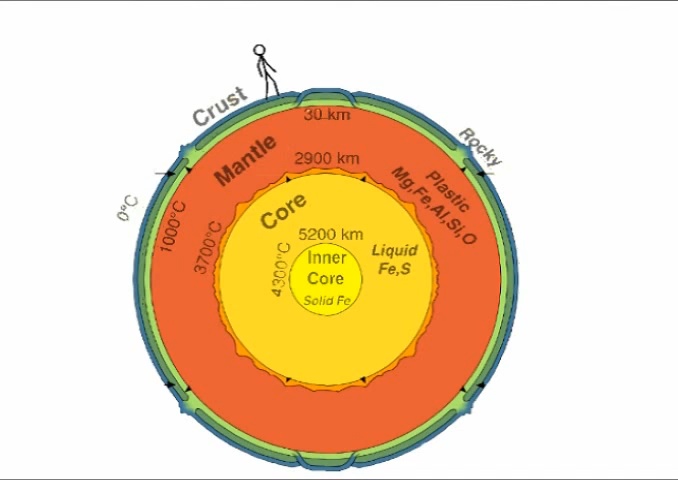 Crust
30 km
Rocky
Mantle
2900 km
Plastic
Mg,Fe,Al,Si,O
0°C
1000°C
3700°C
Core
5200 km
4300°C
Liquid
Fe,S
Inner
Core
Solid Fe